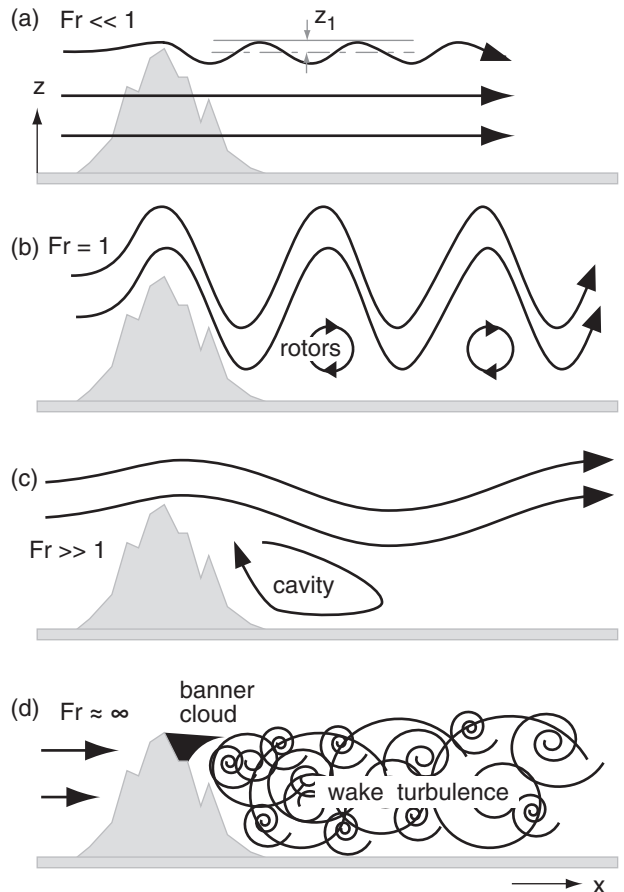 (a)
Fr << 1
z1
z
(b)
Fr = 1
rotors
(c)
Fr >> 1
cavity
(d)
Fr ≈ ∞
banner
cloud
wake turbulence
x